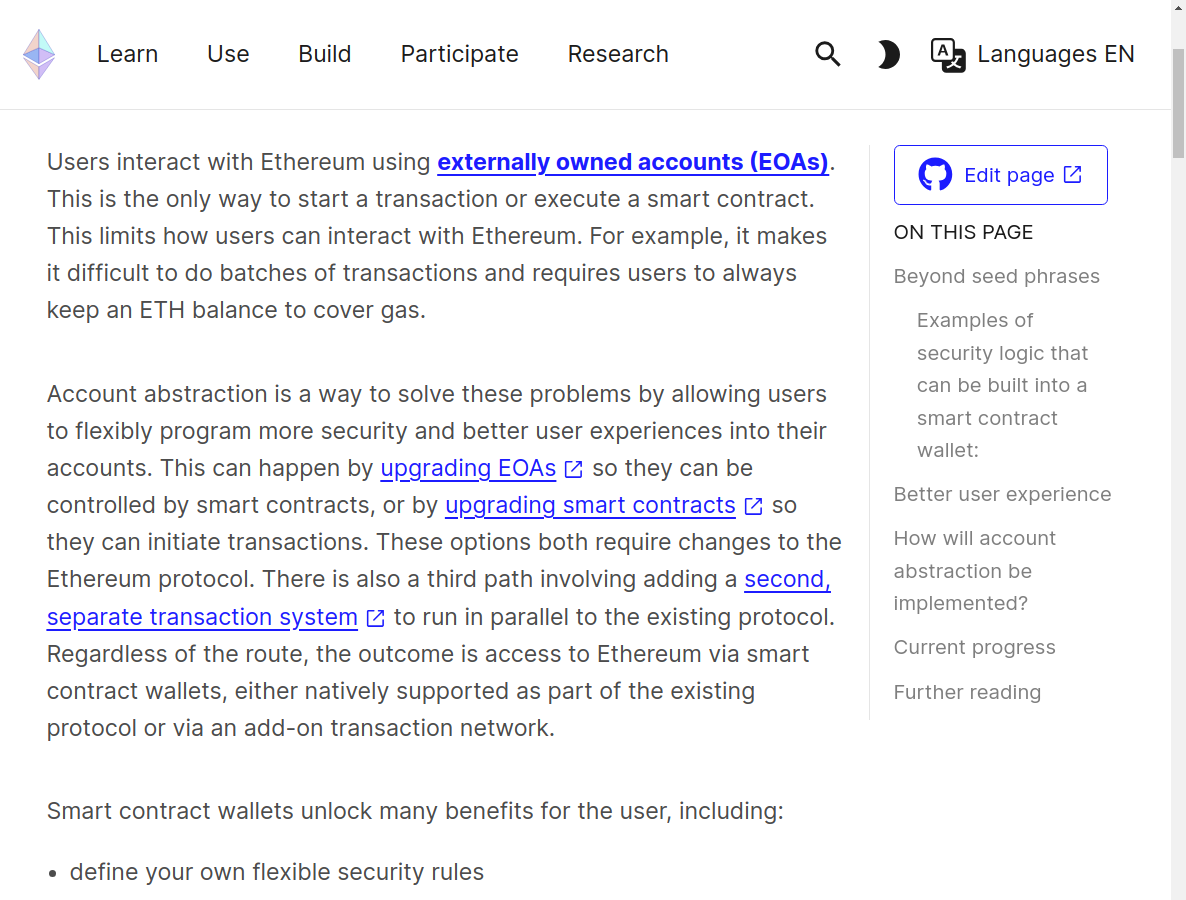 Learn Use Build Participate Research Languages EN
Users interact with Ethereum using externally owned accounts (EOAs).
This is the only way to start a transaction or execute a smart contract.
This limits how users can interact with Ethereum. For example, it makes
it difficult to do batches of transactions and requires users to always
keep an ETH balance to cover gas.
Account abstraction is a way to solve these problems by allowing users
to flexibly program more security and better user experiences into their
accounts. This can happen by upgrading EOAs so they can be
controlled by smart contracts, or by upgrading smart contracts so
they can initiate transactions. These options both require changes to the
Ethereum protocol. There is also a third path involving adding a second,
separate transaction system to run in parallel to the existing protocol.
Regardless of the route, the outcome is access to Ethereum via smart
contract wallets, either natively supported as part of the existing
protocol or via an add-on transaction network.
Smart contract wallets unlock many benefits for the user, including:
• define your own flexible security rules
Edit page
ON THIS PAGE
Beyond seed phrases
Examples of
security logic that
can be built into a
smart contract
wallet:
Better user experience
How will account
abstraction be
implemented?
Current progress
Further reading